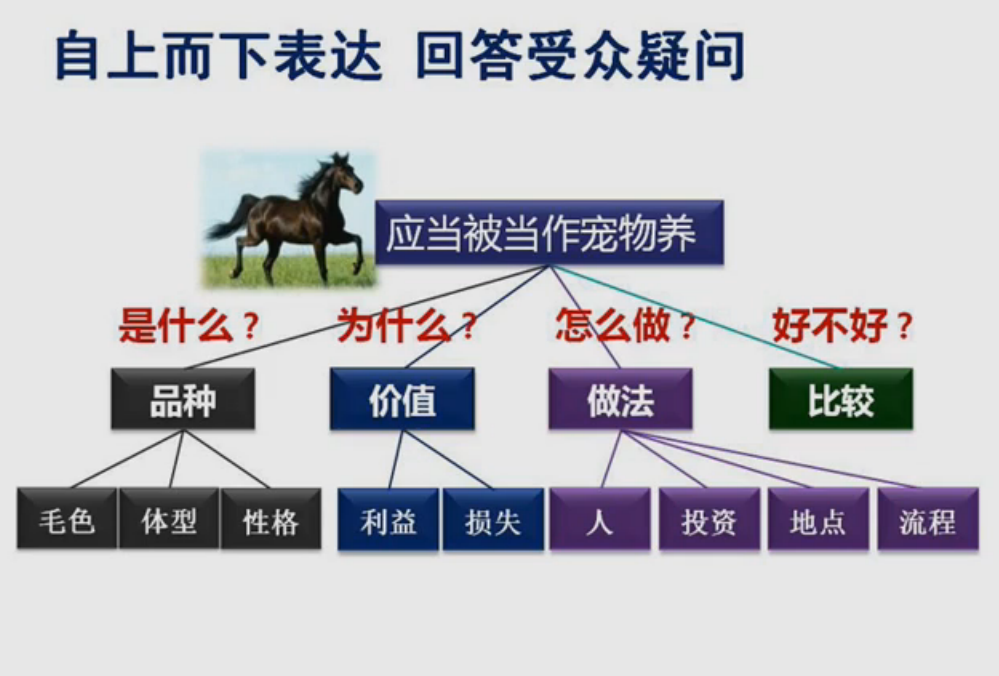 自上而下表达 回答受众疑问
应当被当作宠物养
是什么？ 为什么？ 怎么做？ 好不好？
品种 价值 做法 比较
毛色 体型 性格 利益 损失 人 投资 地点 流程